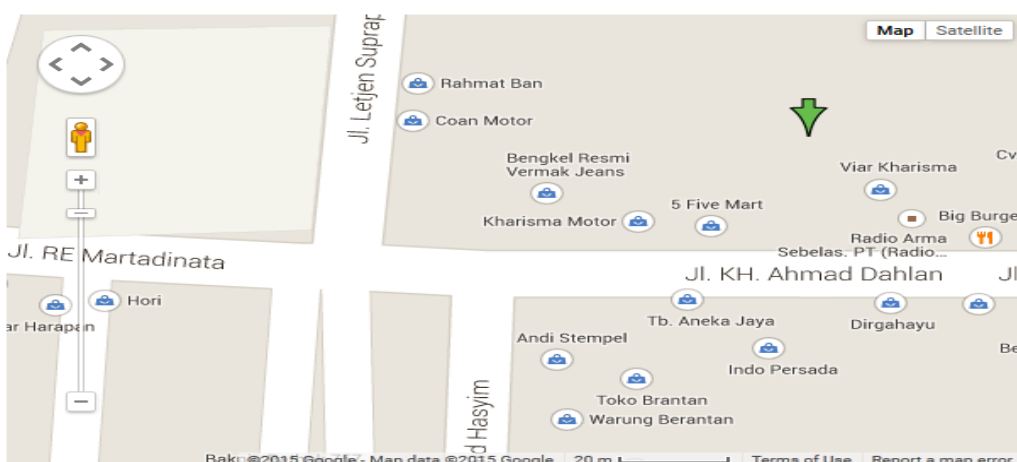 Map
Satellite
Jl. Letjen Suprap
Rahmat Ban
Coan Motor
Bengkel Resmi
Vermak Jeans
Cv
Viar Kharisma
5 Five Mart
Kharisma Motor
Big Burge
Radio Arma
Sebelas. PT (Radio...
Jl. RE Martadinata
Jl. KH. Ahmad Dahlan
Jl
Hori
ar Harapan
Tb. Aneka Jaya
Dirgahayu
Andi Stempel
Be
Indo Persada
d Hasyim
Toko Brantan
Warung Berantan
©2015 Google - Map data ©2015 Google
20 m
Terms of Use
Report a map error